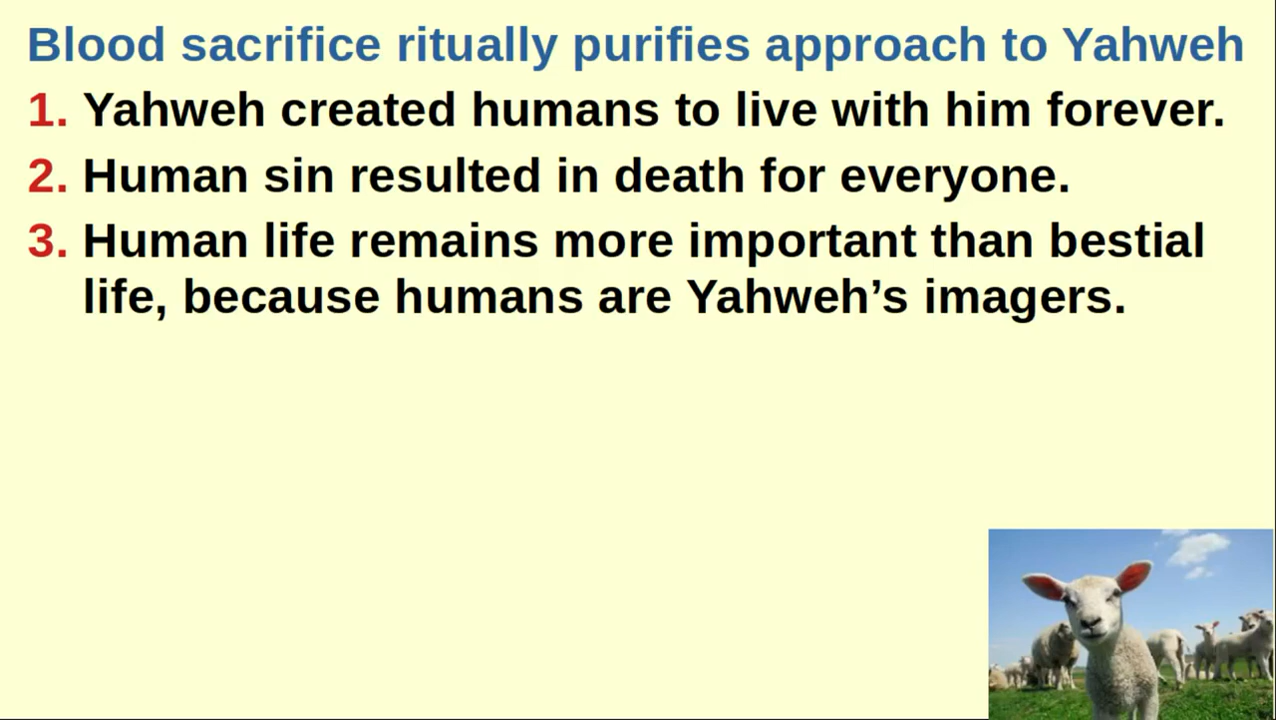 Blood sacrifice ritually purifies approach to Yahweh
1. Yahweh created humans to live with him forever.
2. Human sin resulted in death for everyone.
3. Human life remains more important than bestial
life, because humans are Yahweh’s imagers.